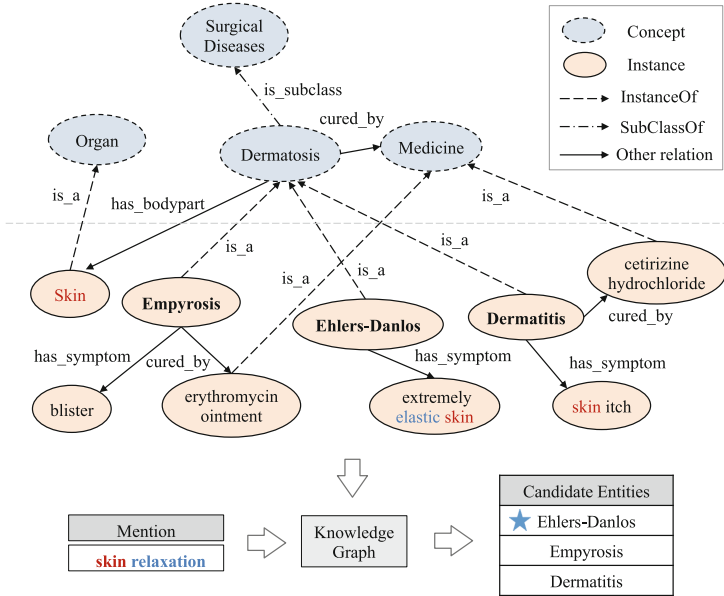 Surgical
Diseases
Concept
Instance
InstanceOf
SubClassOf
Other relation
is_subclass
cured_by
Organ
Dermatosis
Medicine
is_a
has_bodypart
is_a
is_a
is_a
is_a
is_a
Skin
Empyrosis
Ehlers-Danlos
Dermatitis
cetirizine
hydrochloride
cured_by
has_symptom
cured_by
has_symptom
has_symptom
blister
erythromycin
ointment
extremely
elastic skin
skin itch
Mention
skin relaxation
Knowledge
Graph
Candidate Entities
Ehlers-Danlos
Empyrosis
Dermatitis